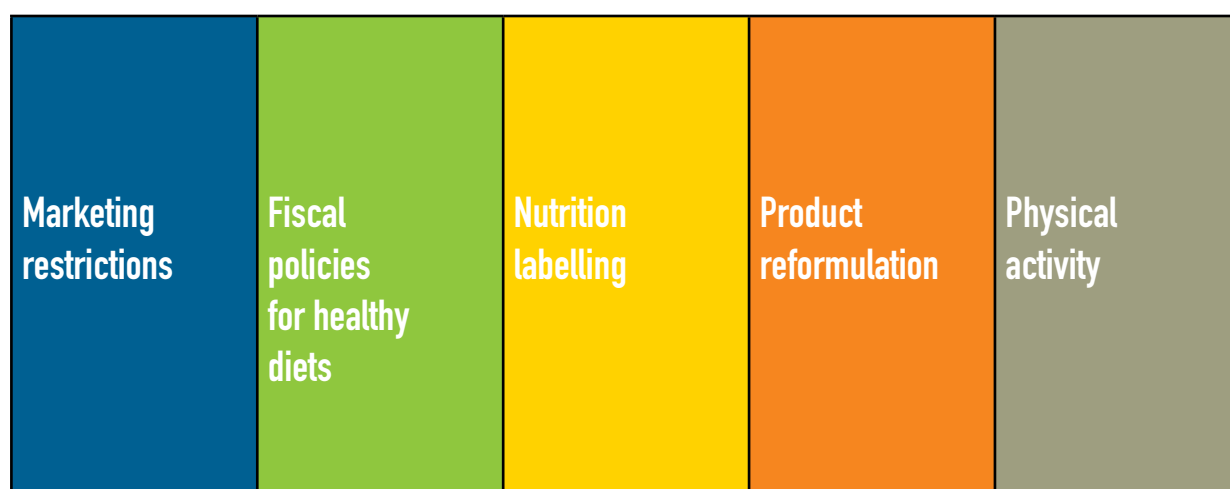 Marketing
restrictions
Fiscal
policies
for healthy
diets
Nutrition
labelling
Product
reformulation
Physical
activity